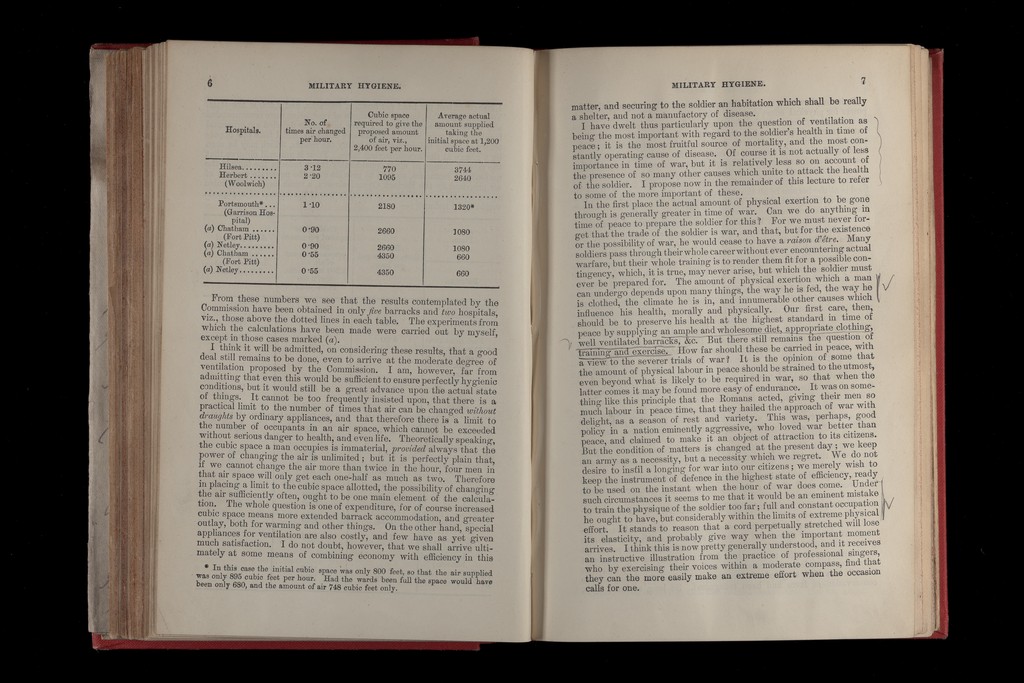 6
MILITARY HYGIENE.
Hospitals.
No. of
times air changed
per hour.
Cubic space
required to give the
proposed amount
of air, viz.,
2,400 feet per hour.
Average actual
amount supplied
taking the
initial space at 1,200
cubic feet.
Hilsea......... 3·12 770 3744
Herbert ....... 2·20 1095 2640
(Woolwich)
Portsmouth*... 1·10 2180 1320*
(Garrison Hos-
pital)
(a) Chatham ...... 0·90 2660 1080
(Fort Pitt)
(a) Netley.......... 0·90 2660 1080
(a) Chatham ...... 0·55 4350 660
(Fort Pitt)
(a) Netley.......... 0·55 4350 660
From these numbers we see that the results contemplated by the
Commission have been obtained in only five barracks and two hospitals,
viz., those above the dotted lines in each table. The experiments from
which the calculations have been made were carried out by myself,
except in those cases marked (a).
I think it will be admitted, on considering these results, that a good
deal still remains to be done, even to arrive at the moderate degree of
ventilation proposed by the Commission. I am, however, far from
admitting that even this would be sufficient to ensure perfectly hygienic
conditions, but it would still be a great advance upon the actual state
of things. It cannot be too frequently insisted upon, that there is a
practical limit to the number of times that air can be changed without
draughts by ordinary appliances, and that therefore there is a limit to
the number of occupants in an air space, which cannot be exceeded
without serious danger to health, and even life. Theoretically speaking,
the cubic space a man occupies is immaterial, provided always that the
power of changing the air is unlimited; but it is perfectly plain that,
if we cannot change the air more than twice in the hour, four men in
that air space will only get each one-half as much as two. Therefore
in placing a limit to the cubic space allotted, the possibility of changing
the air sufficiently often, ought to be one main element of the calcula-
tion. The whole question is one of expenditure, for of course increased
cubic space means more extended barrack accommodation, and greater
outlay, both for warming and other things. On the other hand, special
appliances for ventilation are also costly, and few have as yet given
much satisfaction. I do not doubt, however, that we shall arrive ulti-
mately at some means of combining economy with efficiency in this
* In this case the initial cubic space was only 800 feet, so that the air supplied
was only 895 cubic feet per hour. Had the wards been full the space would have
been only 680, and the amount of air 748 cubic feet only.
MILITARY HYGIENE.
7
matter, and securing to the soldier an habitation which shall be really
a shelter, and not a manufactory of disease.
I have dwelt thus particularly upon the question of ventilation as
being the most important with regard to the soldier's health in time of
peace; it is the most fruitful source of mortality, and the most con-
stantly operating cause of disease. Of course it is not actually of less
importance in time of war, but it is relatively less so on account of
the presence of so many other causes which unite to attack the health
of the soldier. I propose now in the remainder of this lecture to refer
to some of the more important of these.
In the first place the actual amount of physical exertion to be gone
through is generally greater in time of war. Can we do anything in
time of peace to prepare the soldier for this? For we must never for-
get that the trade of the soldier is war, and that, but for the existence
or the possibility of war, he would cease to have a raison d'être. Many
soldiers pass through their whole career without ever encountering actual
warfare, but their whole training is to render them fit for a possible con-
tingency, which, it is true, may never arise, but which the soldier must
ever be prepared for. The amount of physical exertion which a man
can undergo depends upon many things, the way he is fed, the way he
is clothed, the climate he is in, and innumerable other causes which
influence his health, morally and physically. Our first care, then,
should be to preserve his health at the highest standard in time of
peace by supplying an ample and wholesome diet, appropriate clothing,
well ventilated barracks, &c. But there still remains the question of
training and exercise. How far should these be carried in peace, with
a view to the severer trials of war? It is the opinion of some that
the amount of physical labour in peace should be strained to the utmost,
even beyond what is likely to be required in war, so that when the
latter comes it may be found more easy of endurance. It was on some-
thing like this principle that the Romans acted, giving their men so
much labour in peace time, that they hailed the approach of war with
delight, as a season of rest and variety. This was, perhaps, good
policy in a nation eminently aggressive, who loved war better than
peace, and claimed to make it an object of attraction to its citizens.
But the condition of matters is changed at the present day; we keep
an army as a necessity, but a necessity which we regret. We do not
desire to instil a longing for war into our citizens; we merely wish to
keep the instrument of defence in the highest state of efficiency, ready
to be used on the instant when the hour of war does come. Under
such circumstances it seems to me that it would be an eminent mistake
to train the physique of the soldier too far; full and constant occupation
he ought to have, but considerably within the limits of extreme physical
effort. It stands to reason that a cord perpetually stretched will lose
its elasticity, and probably give way when the important moment
arrives. I think this is now pretty generally understood, and it receives
an instructive illustration from the practice of professional singers,
who by exercising their voices within a moderate compass, find that
they can the more easily make an extreme effort when the occasion
calls for one.